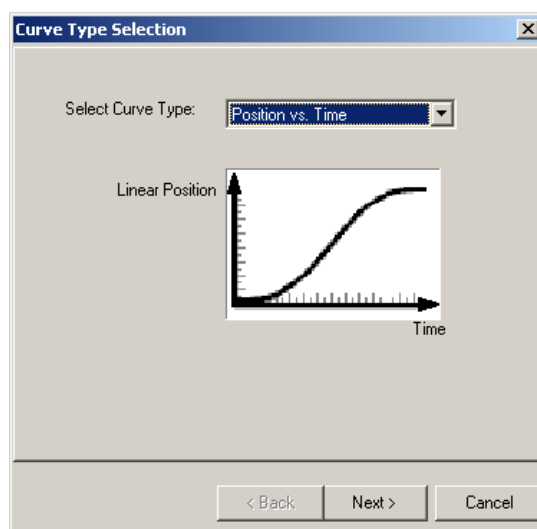 Curve Type Selection
Select Curve Type:
Position vs. Time
Linear Position
Time
< Back
Next >
Cancel